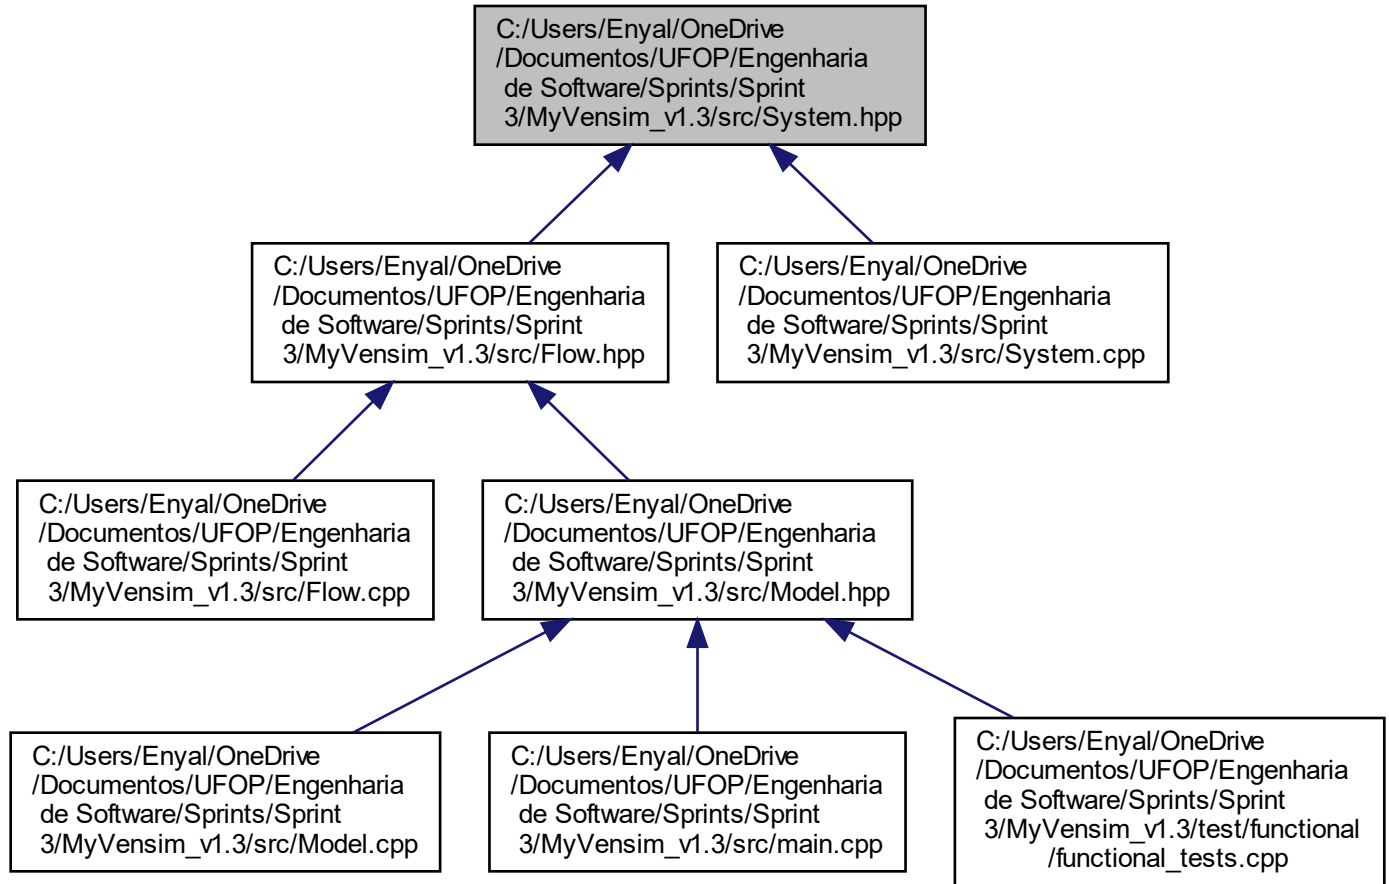 C:/Users/Enyal/OneDrive
/Documentos/UFOP/Engenharia
de Software/Sprints/Sprint
3/MyVensim_v1.3/src/System.hpp
C:/Users/Enyal/OneDrive
/Documentos/UFOP/Engenharia
de Software/Sprints/Sprint
3/MyVensim_v1.3/src/Flow.hpp
C:/Users/Enyal/OneDrive
/Documentos/UFOP/Engenharia
de Software/Sprints/Sprint
3/MyVensim_v1.3/src/System.cpp
C:/Users/Enyal/OneDrive
/Documentos/UFOP/Engenharia
de Software/Sprints/Sprint
3/MyVensim_v1.3/src/Flow.cpp
C:/Users/Enyal/OneDrive
/Documentos/UFOP/Engenharia
de Software/Sprints/Sprint
3/MyVensim_v1.3/src/Model.hpp
C:/Users/Enyal/OneDrive
/Documentos/UFOP/Engenharia
de Software/Sprints/Sprint
3/MyVensim_v1.3/src/Model.cpp
C:/Users/Enyal/OneDrive
/Documentos/UFOP/Engenharia
de Software/Sprints/Sprint
3/MyVensim_v1.3/src/main.cpp
C:/Users/Enyal/OneDrive
/Documentos/UFOP/Engenharia
de Software/Sprints/Sprint
3/MyVensim_v1.3/test/functional
/functional_tests.cpp